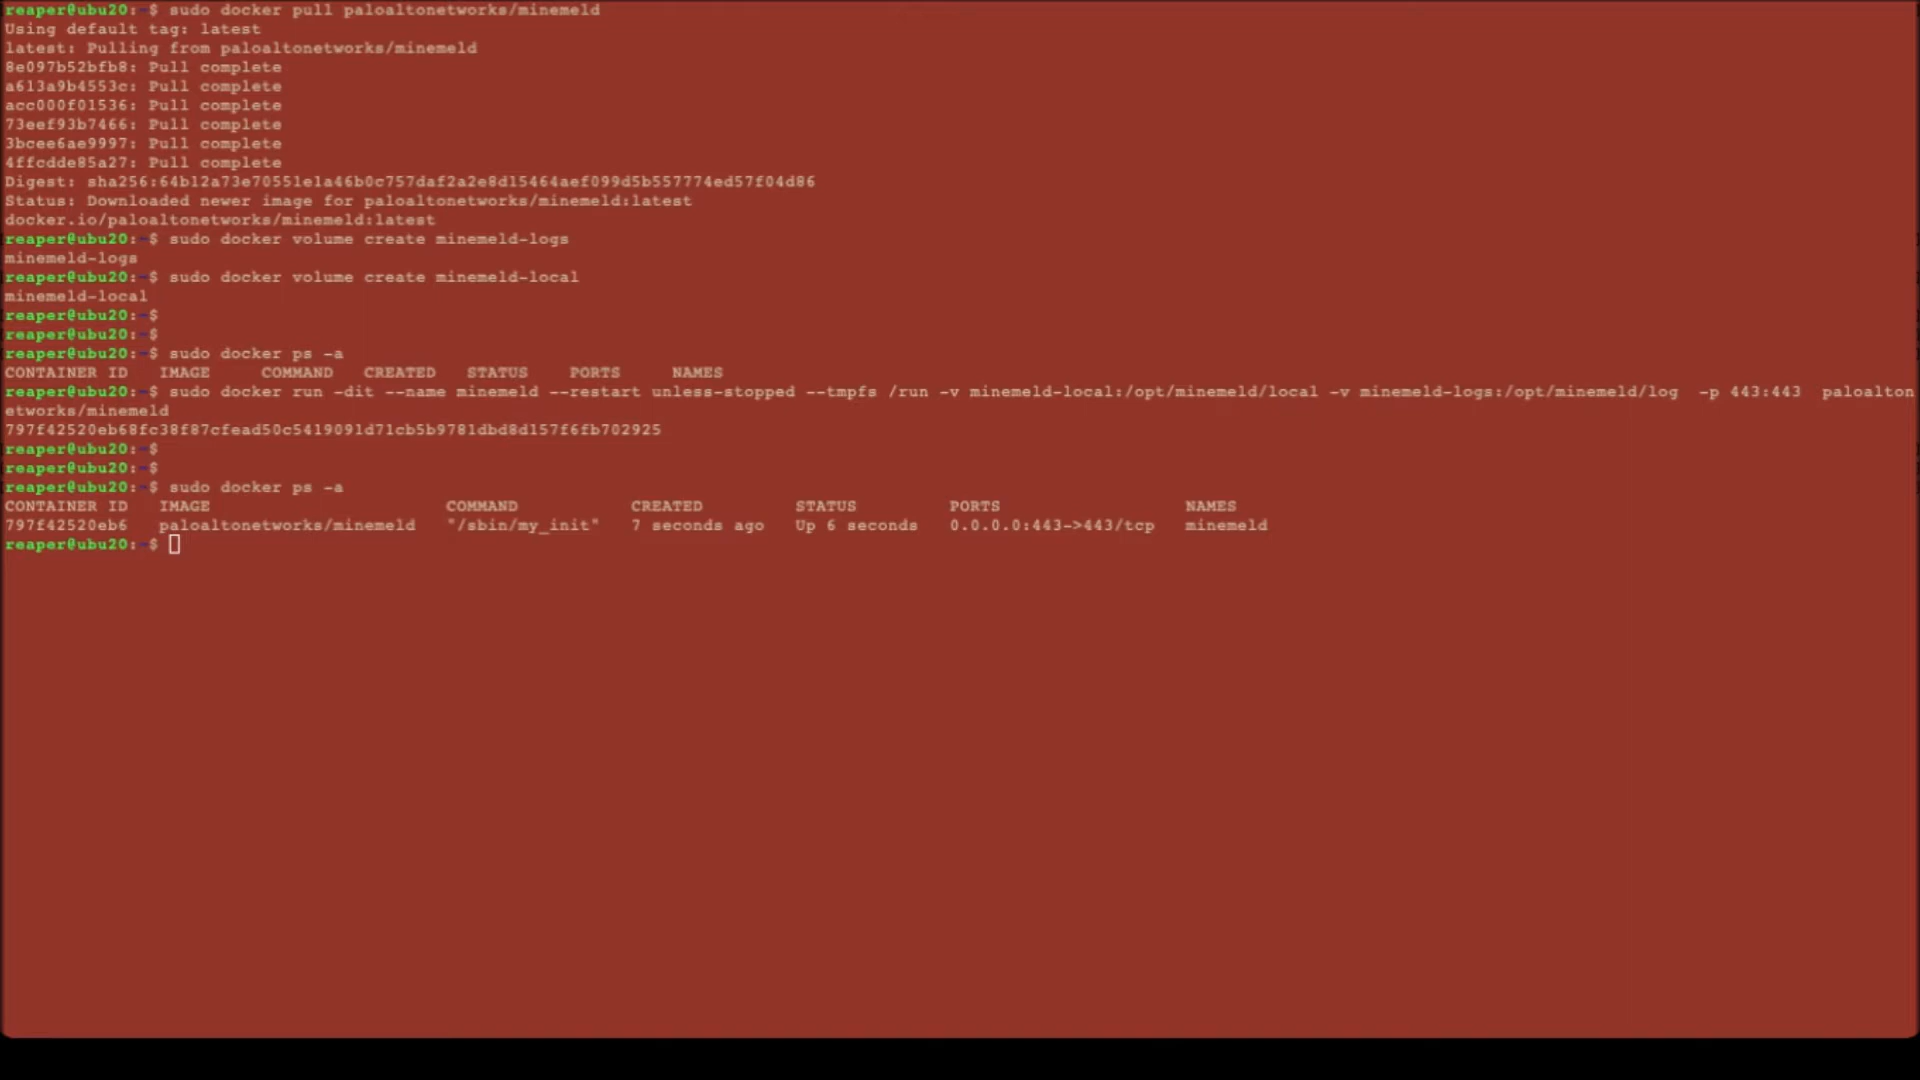 reaper@ubu20:~$ sudo docker pull paloaltonetworks/minemeld
Using default tag: latest
latest: Pulling from paloaltonetworks/minemeld
8e097b52bfb8: Pull complete
a613a9b4553c: Pull complete
acc000f01536: Pull complete
73eef93b7466: Pull complete
3bcee6ae9997: Pull complete
4ffcdde85a27: Pull complete
Digest: sha256:64b12a73e70551e1a46b0c757daf2a2e8d15464aef099d5b557774ed57f04d86
Status: Downloaded newer image for paloaltonetworks/minemeld:latest
docker.io/paloaltonetworks/minemeld:latest
reaper@ubu20:~$ sudo docker volume create minemeld-logs
minemeld-logs
reaper@ubu20:~$ sudo docker volume create minemeld-local
minemeld-local
reaper@ubu20:~$
reaper@ubu20:~$
reaper@ubu20:~$ sudo docker ps -a
CONTAINER ID   IMAGE     COMMAND   CREATED   STATUS    PORTS     NAMES
reaper@ubu20:~$ sudo docker run -dit --name minemeld --restart unless-stopped --tmpfs /run -v minemeld-local:/opt/minemeld/local -v minemeld-logs:/opt/minemeld/log  -p 443:443  paloalton
etworks/minemeld
797f42520eb68fc38f87cfead50c5419091d71cb5b9781dbd8d157f6fb702925
reaper@ubu20:~$
reaper@ubu20:~$
reaper@ubu20:~$ sudo docker ps -a
CONTAINER ID   IMAGE                       COMMAND           CREATED         STATUS         PORTS                  NAMES
797f42520eb6   paloaltonetworks/minemeld   "/sbin/my_init"   7 seconds ago   Up 6 seconds   0.0.0.0:443->443/tcp   minemeld
reaper@ubu20:~$